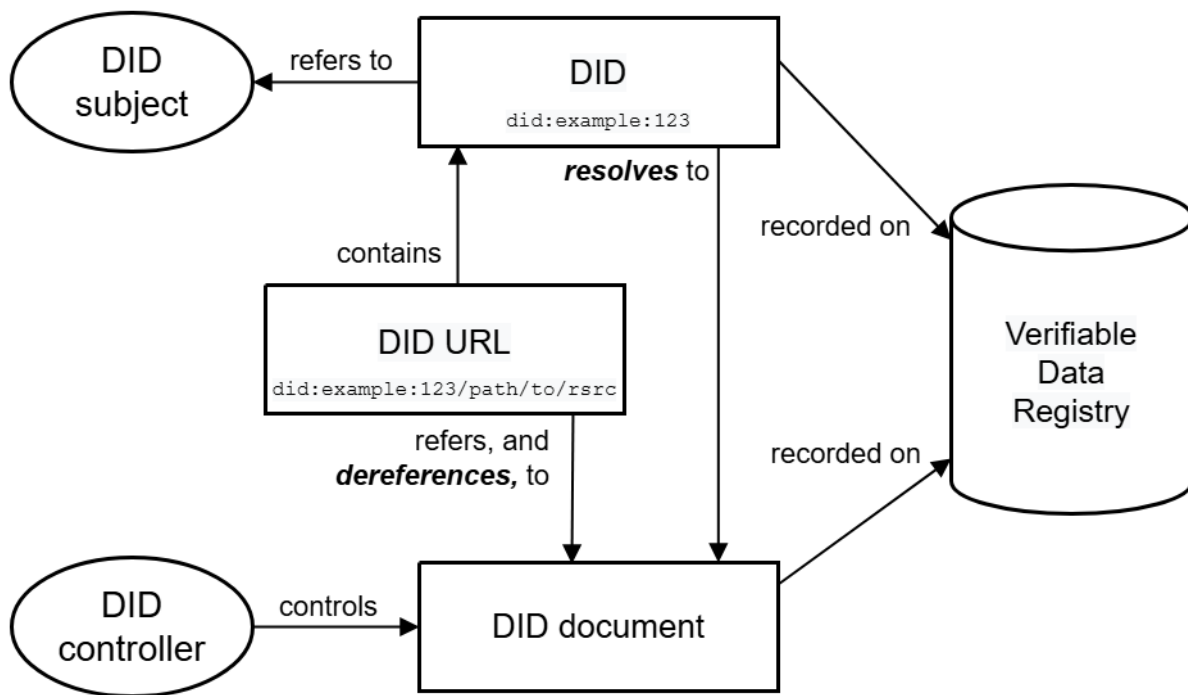 DID
subject
refers to
DID
did:example:123
resolves to
recorded on
contains
DID URL
did:example:123/path/to/rsrc
Verifiable
Data
Registry
refers, and
dereferences, to
recorded on
DID
controller
controls
DID document